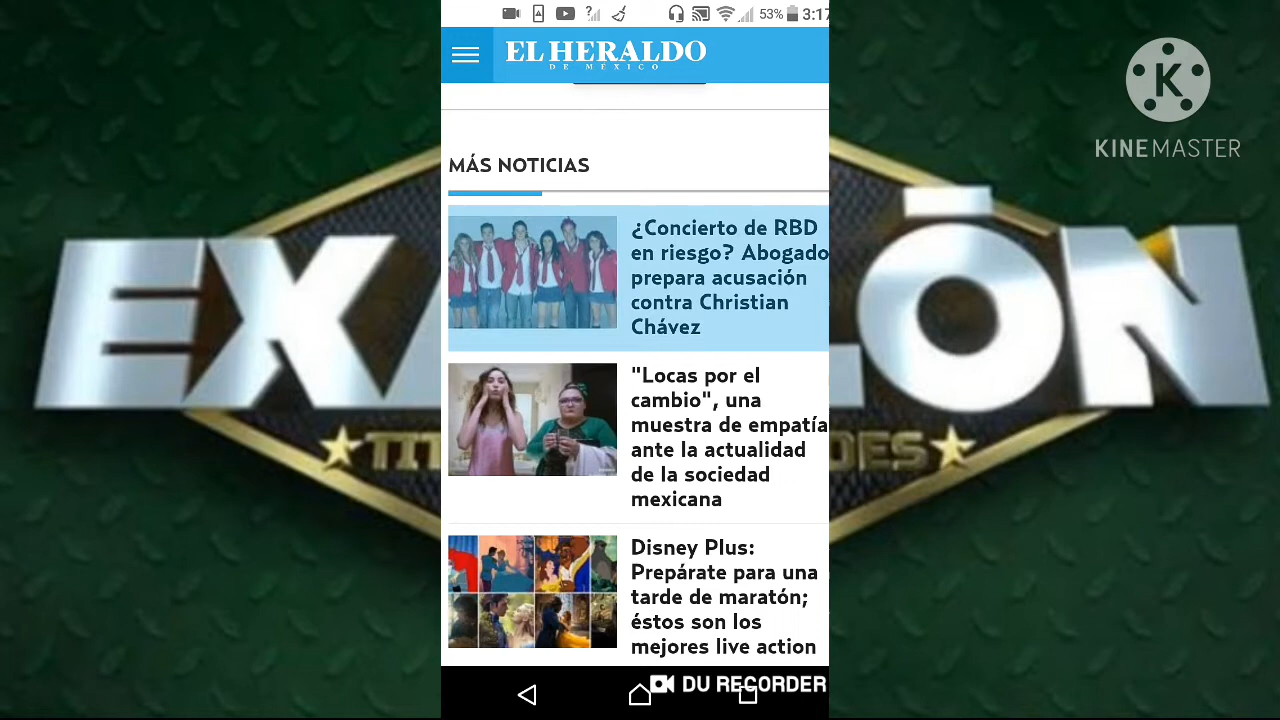 53% 3:17
EL HERALDO
DE MÉXICO
KINEMASTER
MÁS NOTICIAS
¿Concierto de RBD
en riesgo? Abogado
prepara acusación
contra Christian
Chávez
"Locas por el
cambio", una
muestra de empatía
ante la actualidad
de la sociedad
mexicana
Disney Plus:
Prepárate para una
tarde de maratón;
éstos son los
mejores live action
DU RECORDER